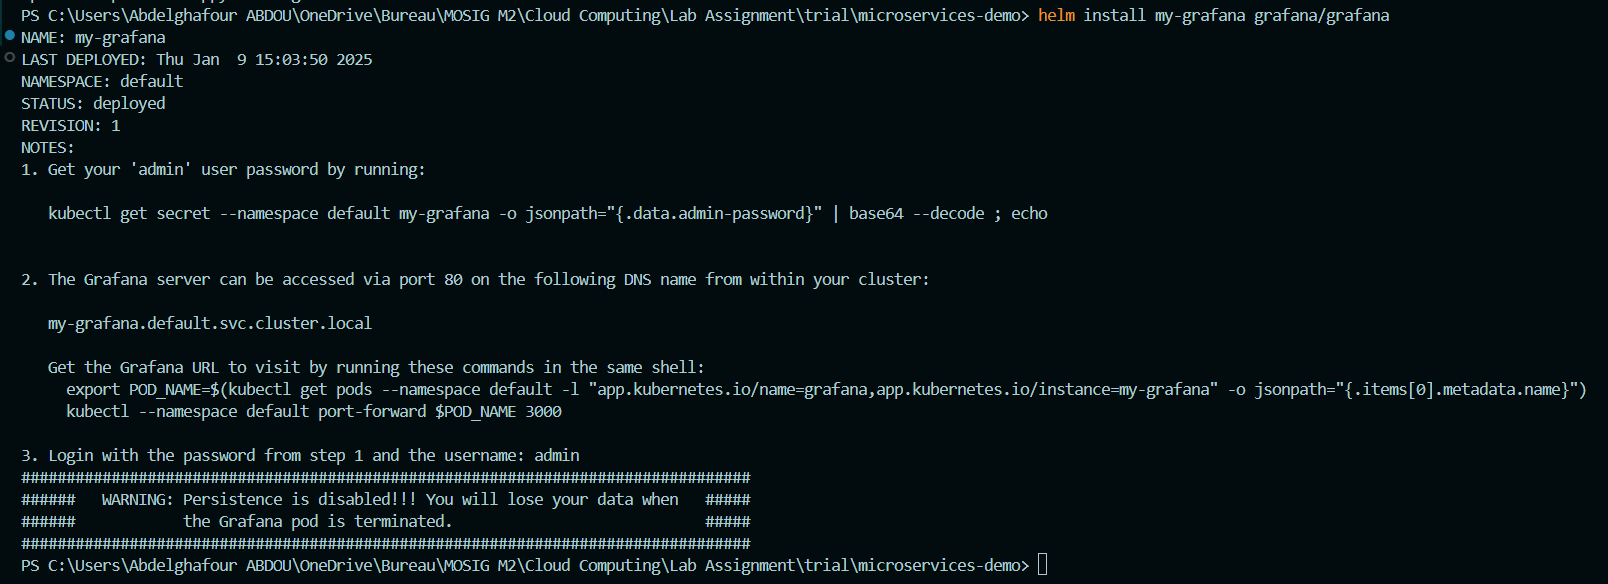 PS C:\Users\Abdelghafour ABDOU\OneDrive\Bureau\MOSIG M2\Cloud Computing\Lab Assignment\trial\microservices-demo> helm install my-grafana grafana/grafana
NAME: my-grafana
LAST DEPLOYED: Thu Jan  9 15:03:50 2025
NAMESPACE: default
STATUS: deployed
REVISION: 1
NOTES:
1. Get your 'admin' user password by running:
   kubectl get secret --namespace default my-grafana -o jsonpath="{.data.admin-password}" | base64 --decode ; echo
2. The Grafana server can be accessed via port 80 on the following DNS name from within your cluster:
   my-grafana.default.svc.cluster.local
   Get the Grafana URL to visit by running these commands in the same shell:
     export POD_NAME=$(kubectl get pods --namespace default -l "app.kubernetes.io/name=grafana,app.kubernetes.io/instance=my-grafana" -o jsonpath="{.items[0].metadata.name}")
     kubectl --namespace default port-forward $POD_NAME 3000
3. Login with the password from step 1 and the username: admin
#################################################################################
######   WARNING: Persistence is disabled!!! You will lose your data when   #####
######            the Grafana pod is terminated.                            #####
#################################################################################
PS C:\Users\Abdelghafour ABDOU\OneDrive\Bureau\MOSIG M2\Cloud Computing\Lab Assignment\trial\microservices-demo>